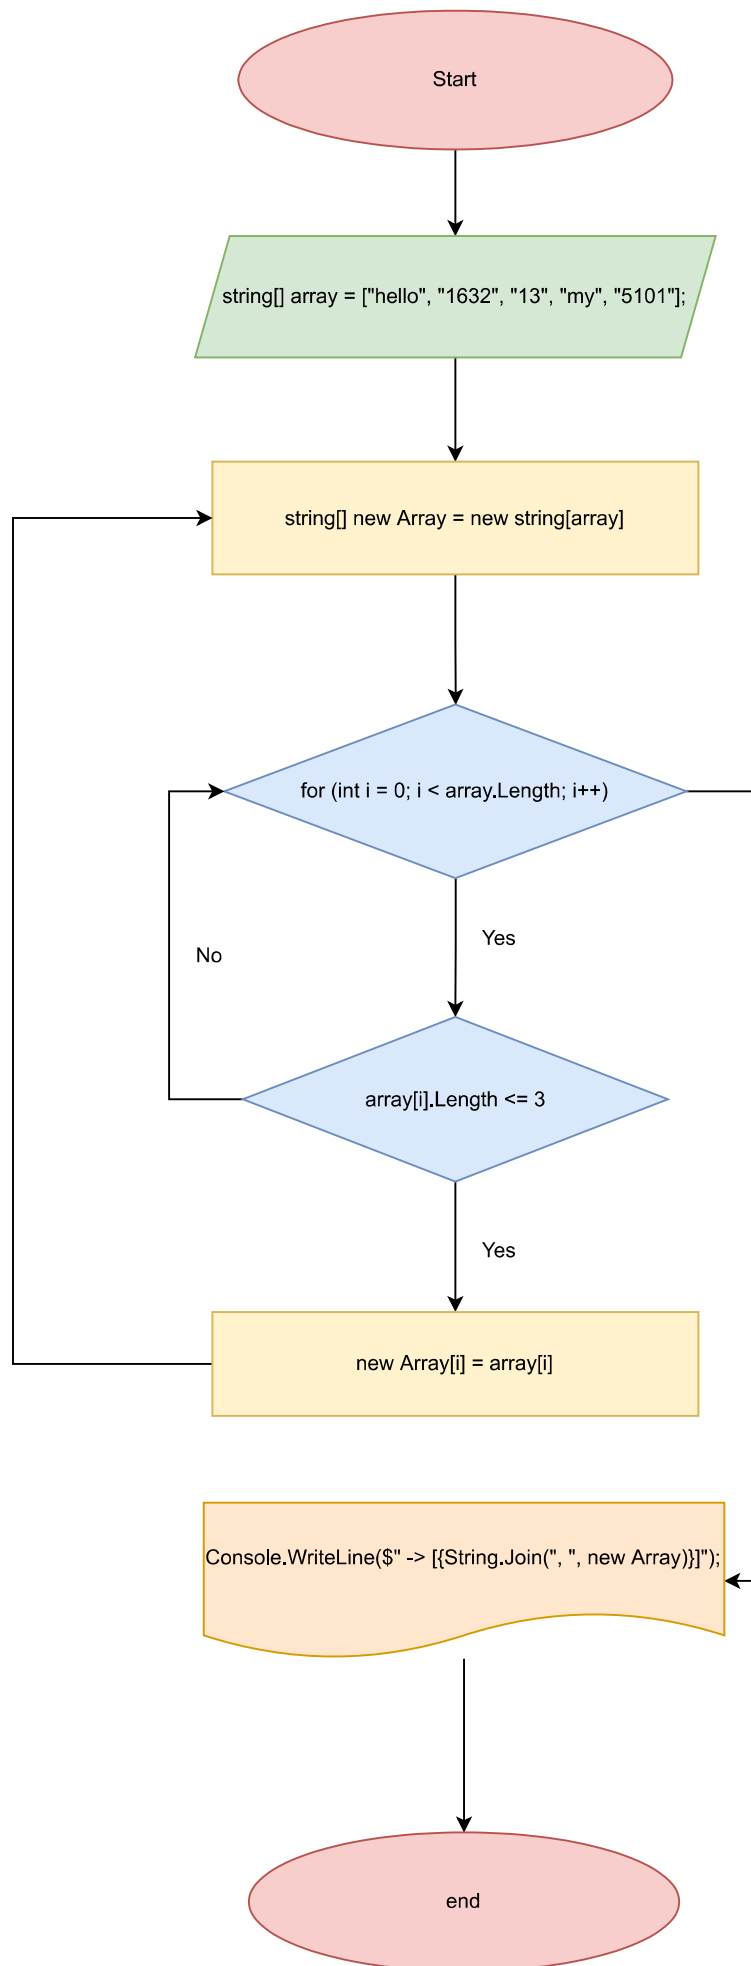 Start
string[] array = ["hello", "1632", "13", "my", "5101"];
string[] new Array = new string[array]
for (int i = 0; i < array.Length; i++)
Yes
No
array[i].Length <= 3
Yes
new Array[i] = array[i]
Console.WriteLine($" -> [{String.Join(", ", new Array)}]");
end